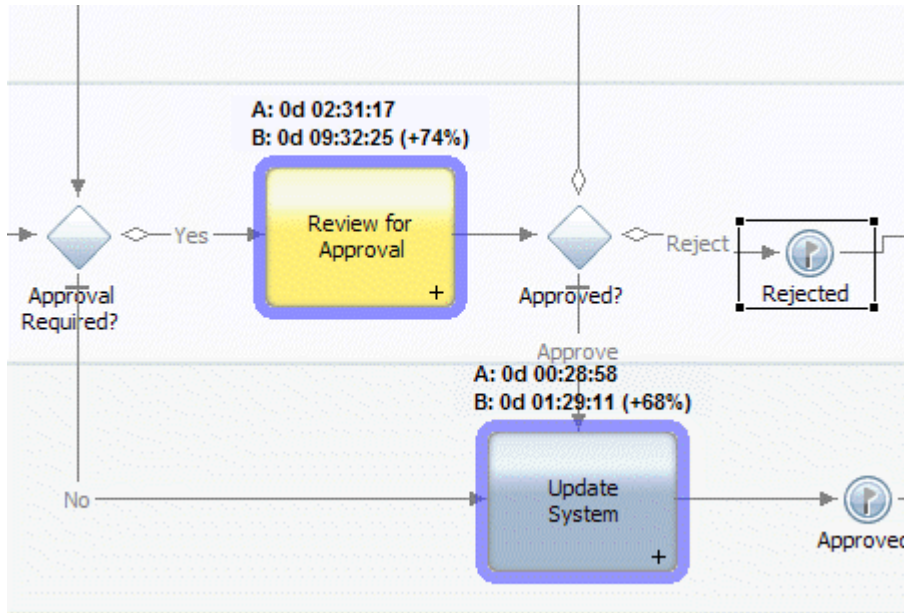 A: 0d 02:31:17
B: 0d 09:32:25 (+74%)
Yes
Review for
Approval
+
Approval
Required?
Approved?
Reject
Rejected
Approve
A: 0d 00:28:58
B: 0d 01:29:11 (+68%)
No
Update
System
+
Approved